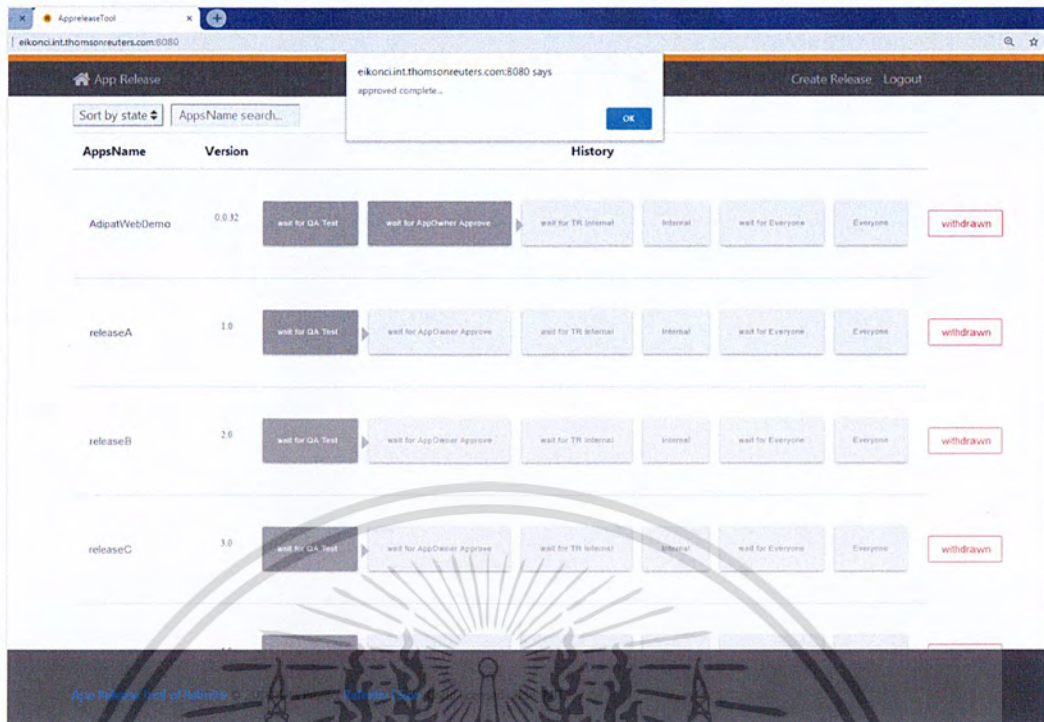 AppreleaseTool
eikonci.int.thomsonreuters.com:8080
App Release
eikonci.int.thomsonreuters.com:8080 says
approved complete...
OK
Create Release Logout
Sort by state AppsName search...
AppsName Version History
AdipatWebDemo 0.0.32 wait for QA Test wait for AppOwner Approve wait for TR Internal Internal wait for Everyone Everyone withdrawn
releaseA 1.0 wait for QA Test wait for AppOwner Approve wait for TR Internal Internal wait for Everyone Everyone withdrawn
releaseB 2.0 wait for QA Test wait for AppOwner Approve wait for TR Internal Internal wait for Everyone Everyone withdrawn
releaseC 3.0 wait for QA Test wait for AppOwner Approve wait for TR Internal Internal wait for Everyone Everyone withdrawn
App Release Tool of